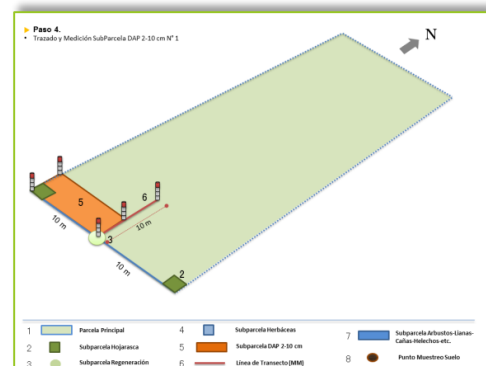 Paso 4.
• Trazado y Medición SubParcela DAP 2-10 cm N° 1
N
6
5
10 m
3
10 m
10 m
2
1 Parcela Principal
2 Subparcela Hojarasca
3 Subparcela Regeneración
4 Subparcela Herbáceas
5 Subparcela DAP 2-10 cm
6 Línea de Transecto (MM)
7 Subparcela Arbustos-Lianas-
Cañas-Helechos-etc.
8 Punto Muestreo Suelo